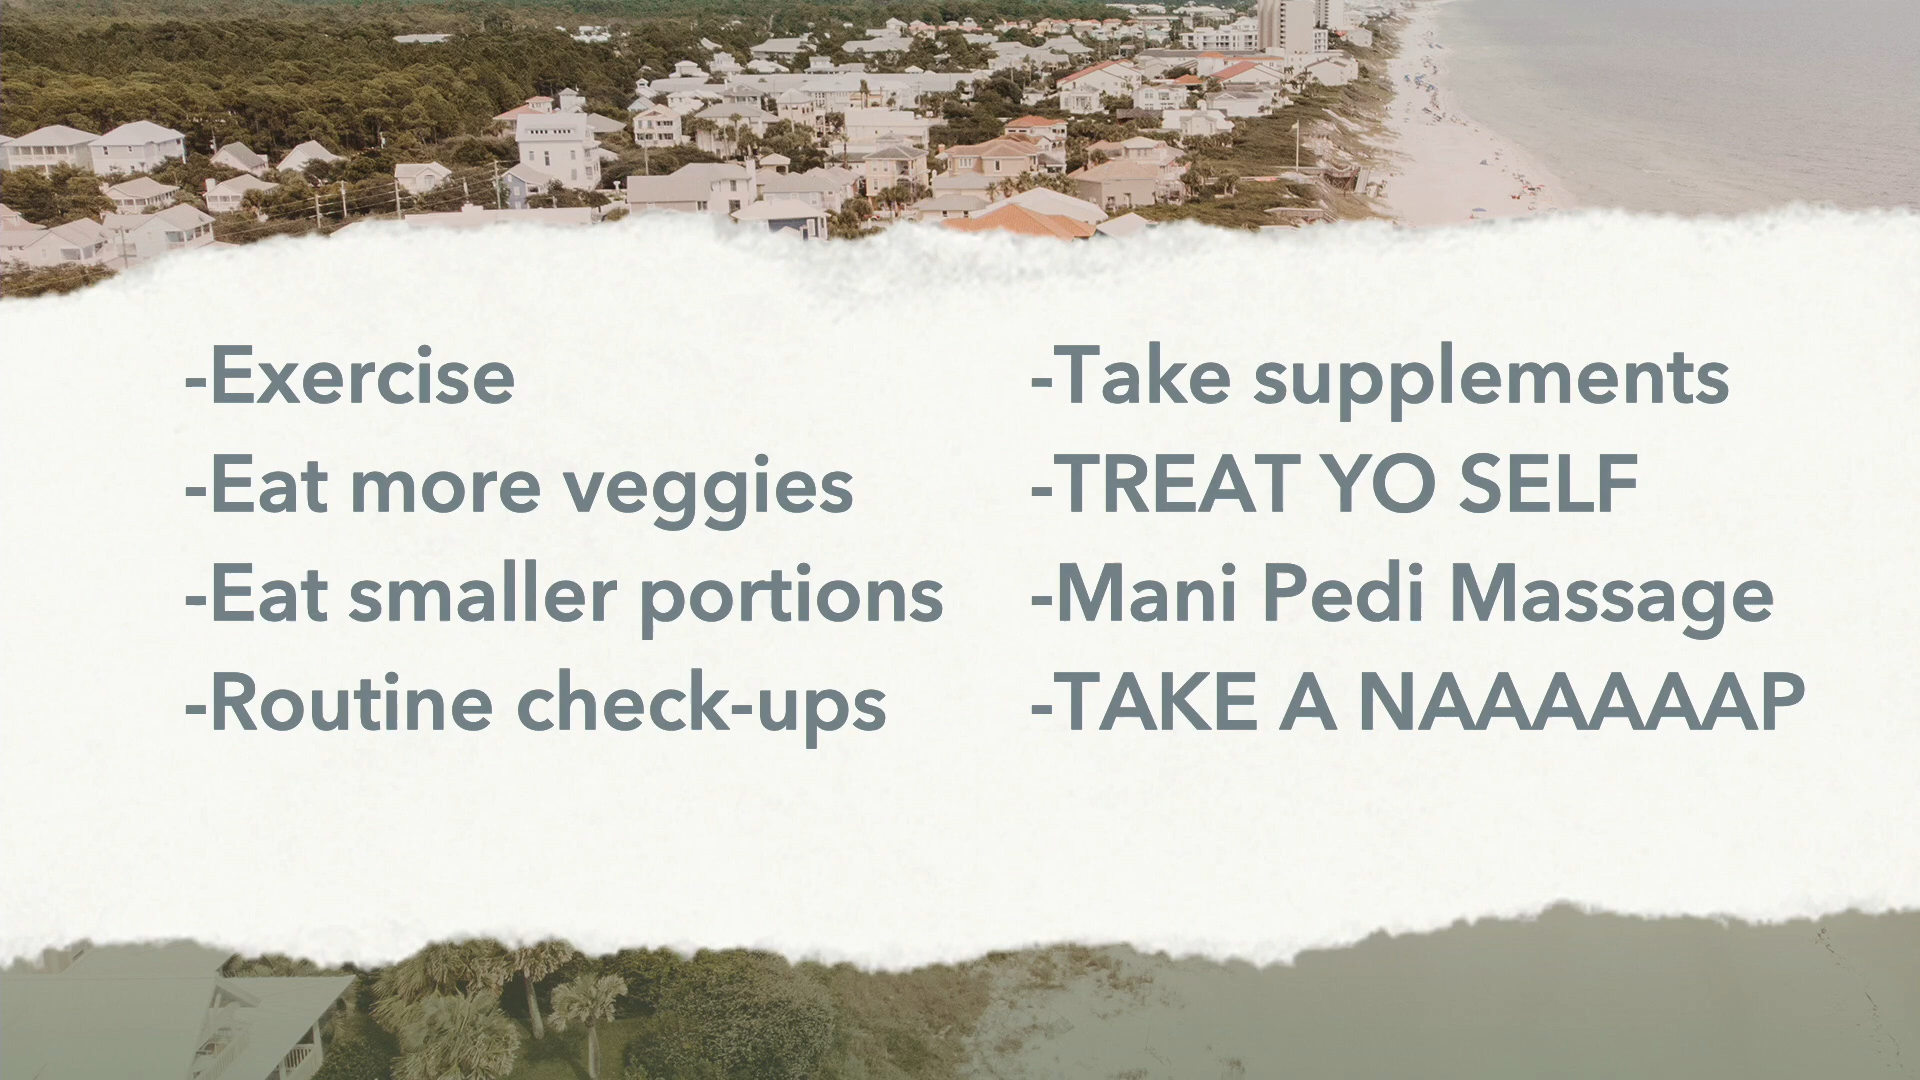 -Exercise
-Eat more veggies
-Eat smaller portions
-Routine check-ups
-Take supplements
-TREAT YO SELF
-Mani Pedi Massage
-TAKE A NAAAAAAAP